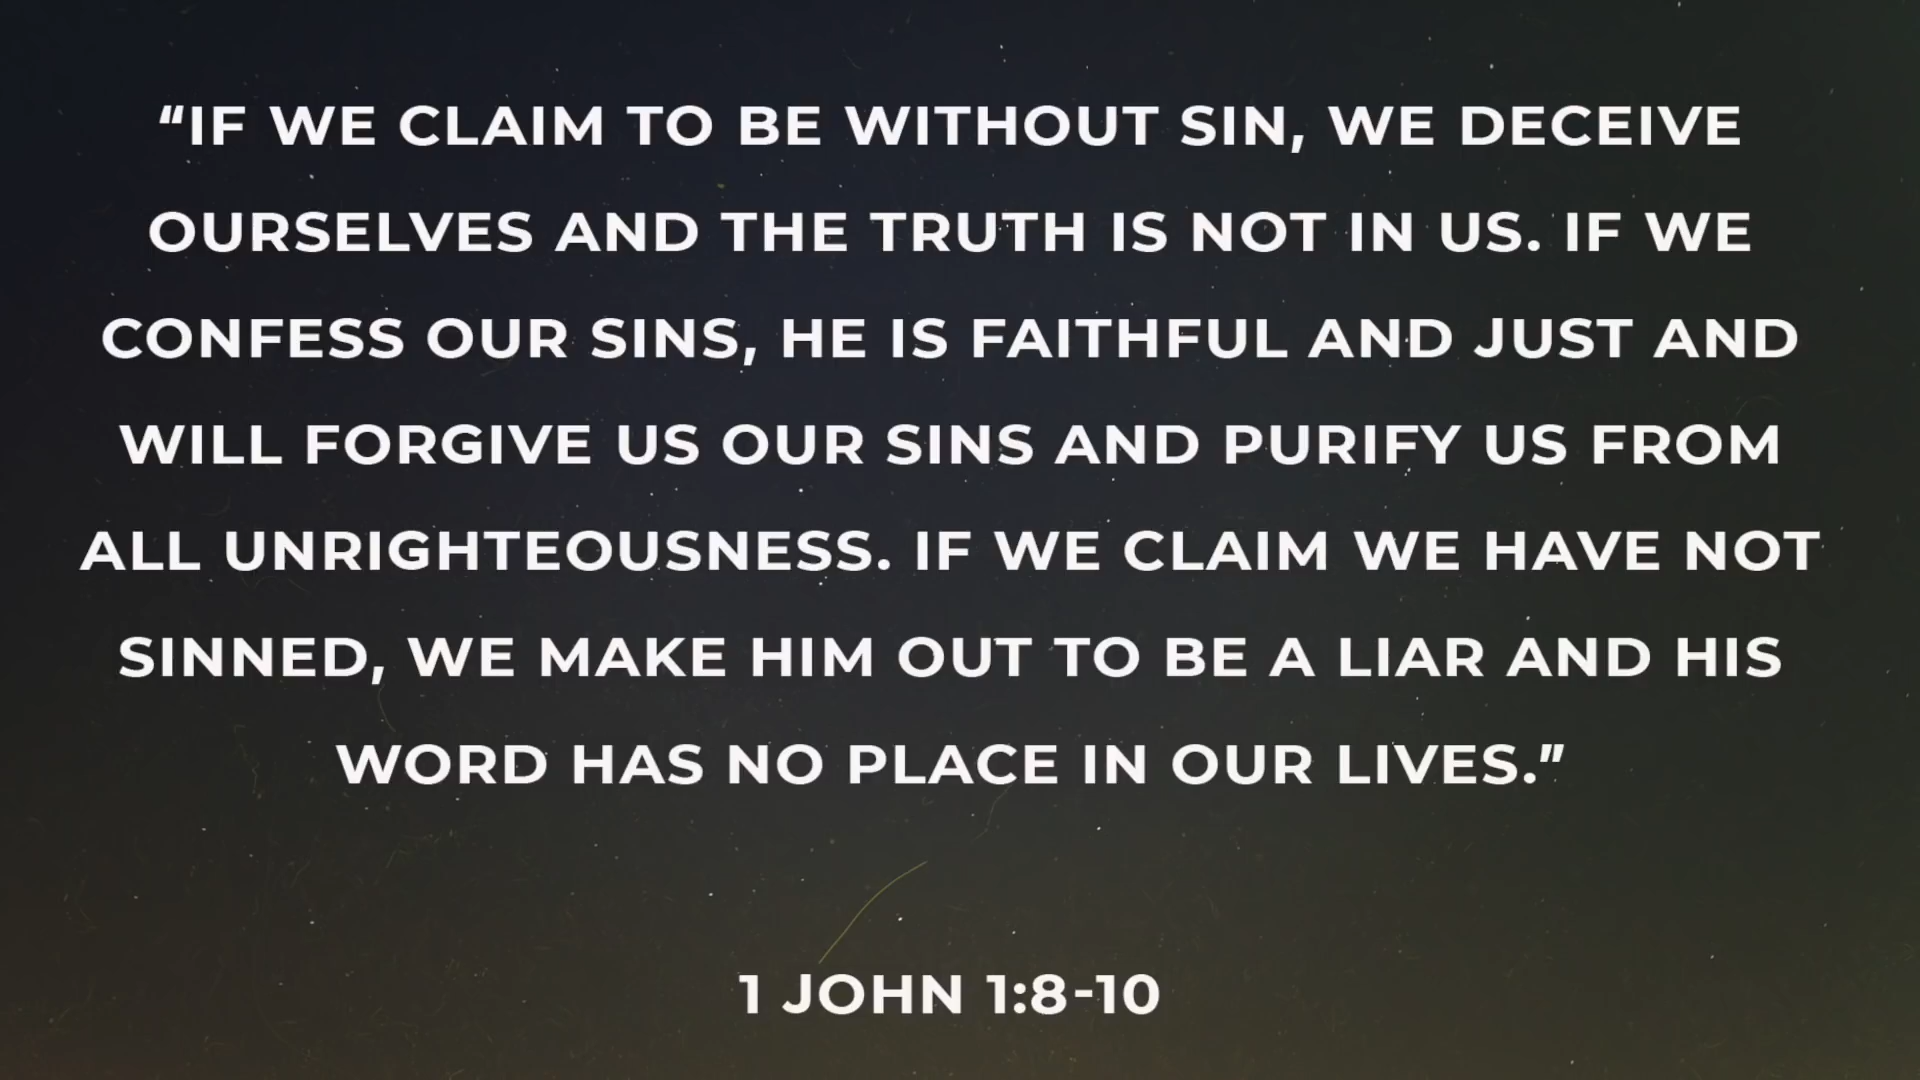 “IF WE CLAIM TO BE WITHOUT SIN, WE DECEIVE
OURSELVES AND THE TRUTH IS NOT IN US. IF WE
CONFESS OUR SINS, HE IS FAITHFUL AND JUST AND
WILL FORGIVE US OUR SINS AND PURIFY US FROM
ALL UNRIGHTEOUSNESS. IF WE CLAIM WE HAVE NOT
SINNED, WE MAKE HIM OUT TO BE A LIAR AND HIS
WORD HAS NO PLACE IN OUR LIVES.”
1 JOHN 1:8-10